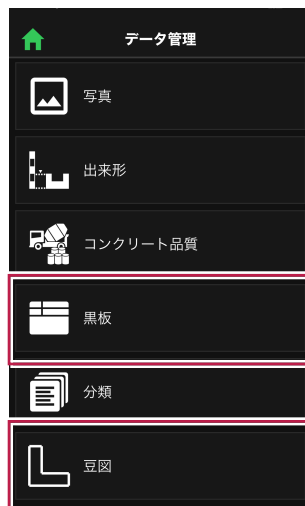 データ管理
写真
出来形
コンクリート品質
黒板
分類
豆図